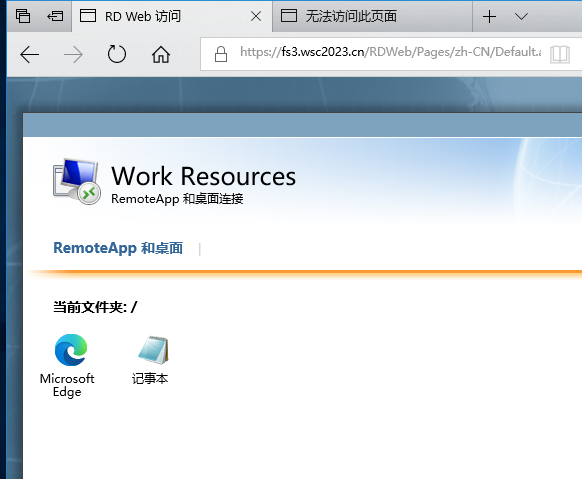 RD Web 访问
无法访问此页面
https://fs3.wsc2023.cn/RDWeb/Pages/zh-CN/Default.a
Work Resources
RemoteApp 和桌面连接
RemoteApp 和桌面
当前文件夹: /
Microsoft
Edge
记事本